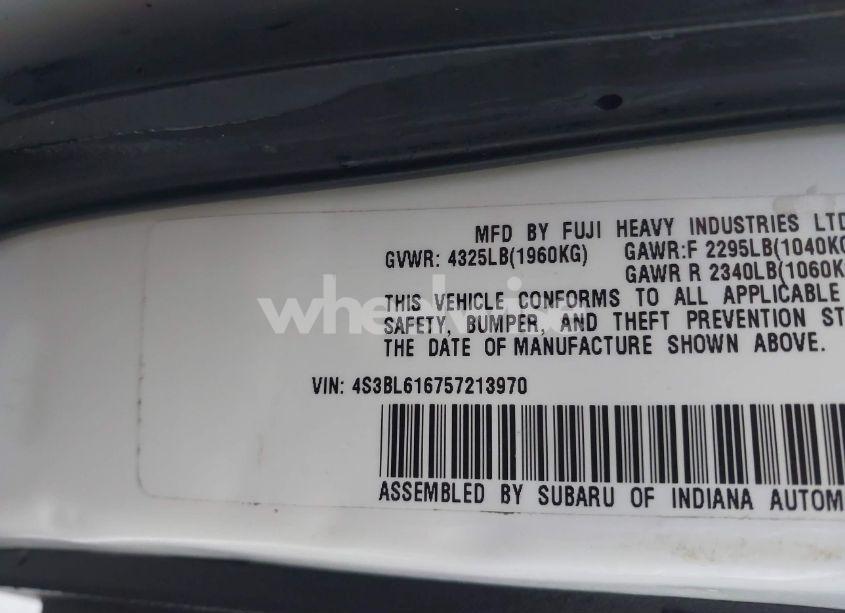 MFD BY FUJI HEAVY INDUSTRIES LTD
GVWR: 4325LB(1960KG) GAWR:F 2295LB(1040KG
GAWR R 2340LB(1060K
THIS VEHICLE CONFORMS TO ALL APPLICABLE
SAFETY, BUMPER, AND THEFT PREVENTION ST
THE DATE OF MANUFACTURE SHOWN ABOVE.
VIN: 4S3BL616757213970
ASSEMBLED BY SUBARU OF INDIANA AUTOM